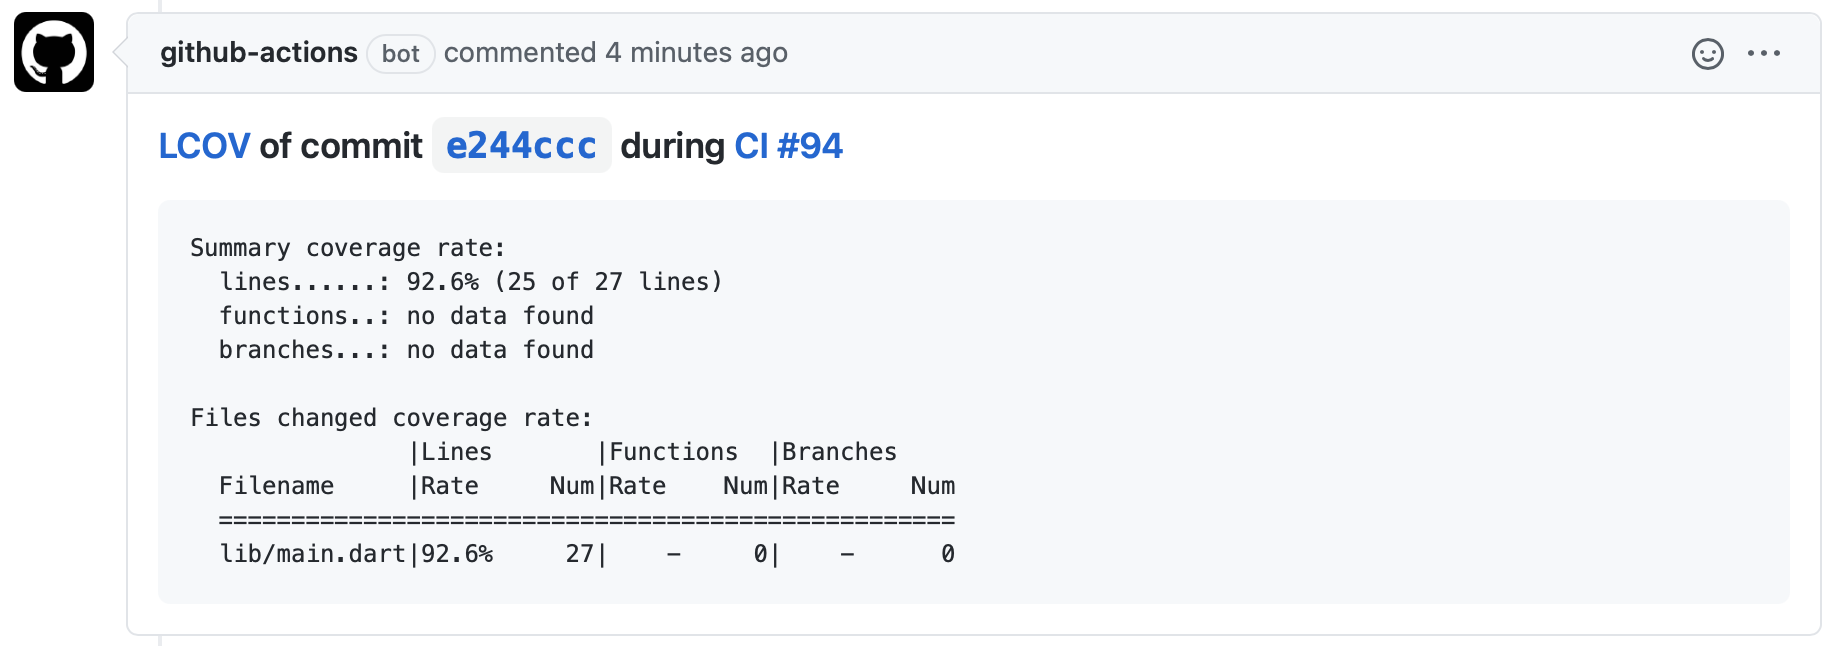 github-actions bot commented 4 minutes ago
LCOV of commit e244ccc during CI #94
Summary coverage rate:
  lines......: 92.6% (25 of 27 lines)
  functions..: no data found
  branches...: no data found

Files changed coverage rate:
               |Lines       |Functions  |Branches
  Filename     |Rate     Num|Rate    Num|Rate     Num
  ===================================================
  lib/main.dart|92.6%     27|    -     0|    -      0